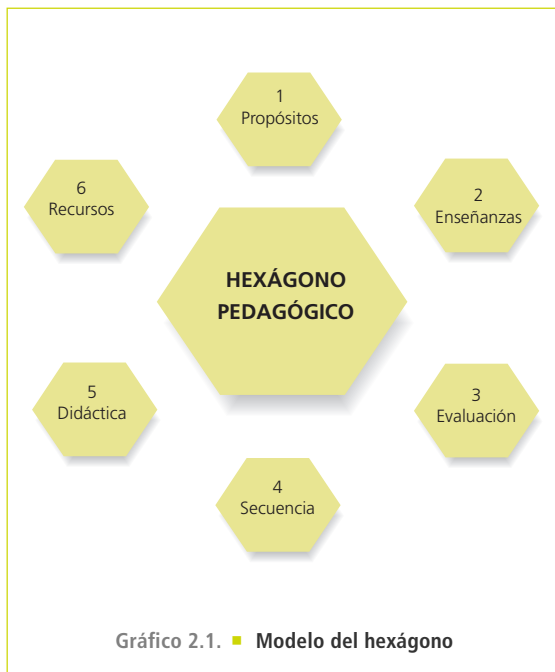 1
Propósitos
2
Enseñanzas
3
Evaluación
4
Secuencia
5
Didáctica
6
Recursos
HEXÁGONO
PEDAGÓGICO
Gráfico 2.1. ■ Modelo del hexágono